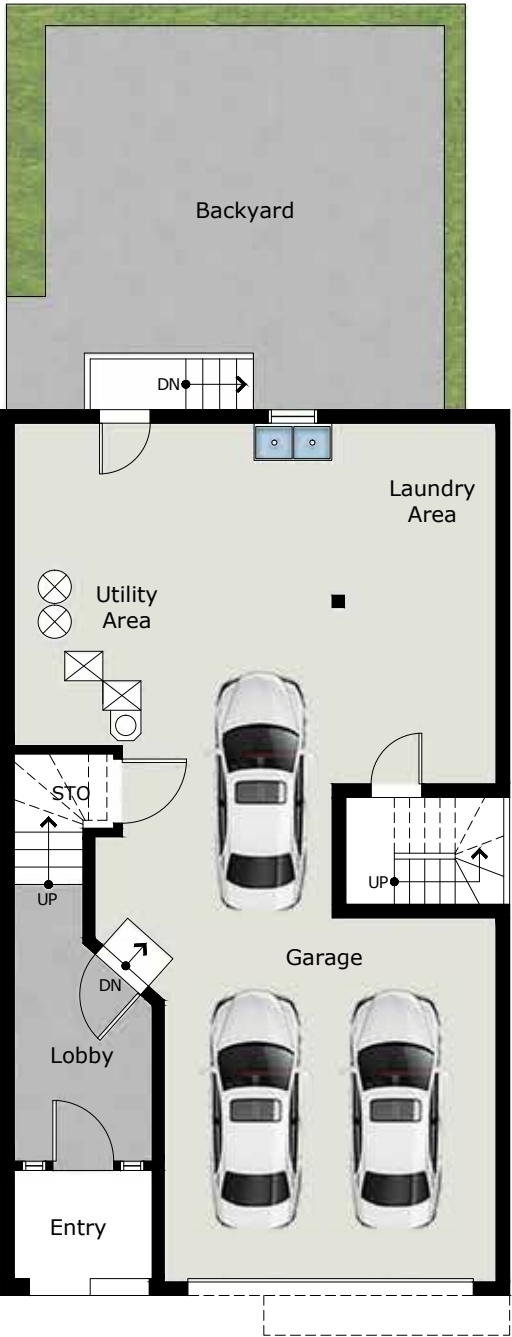 Backyard
DN
Laundry
Area
Utility
Area
STO
UP
UP
Garage
DN
Lobby
Entry